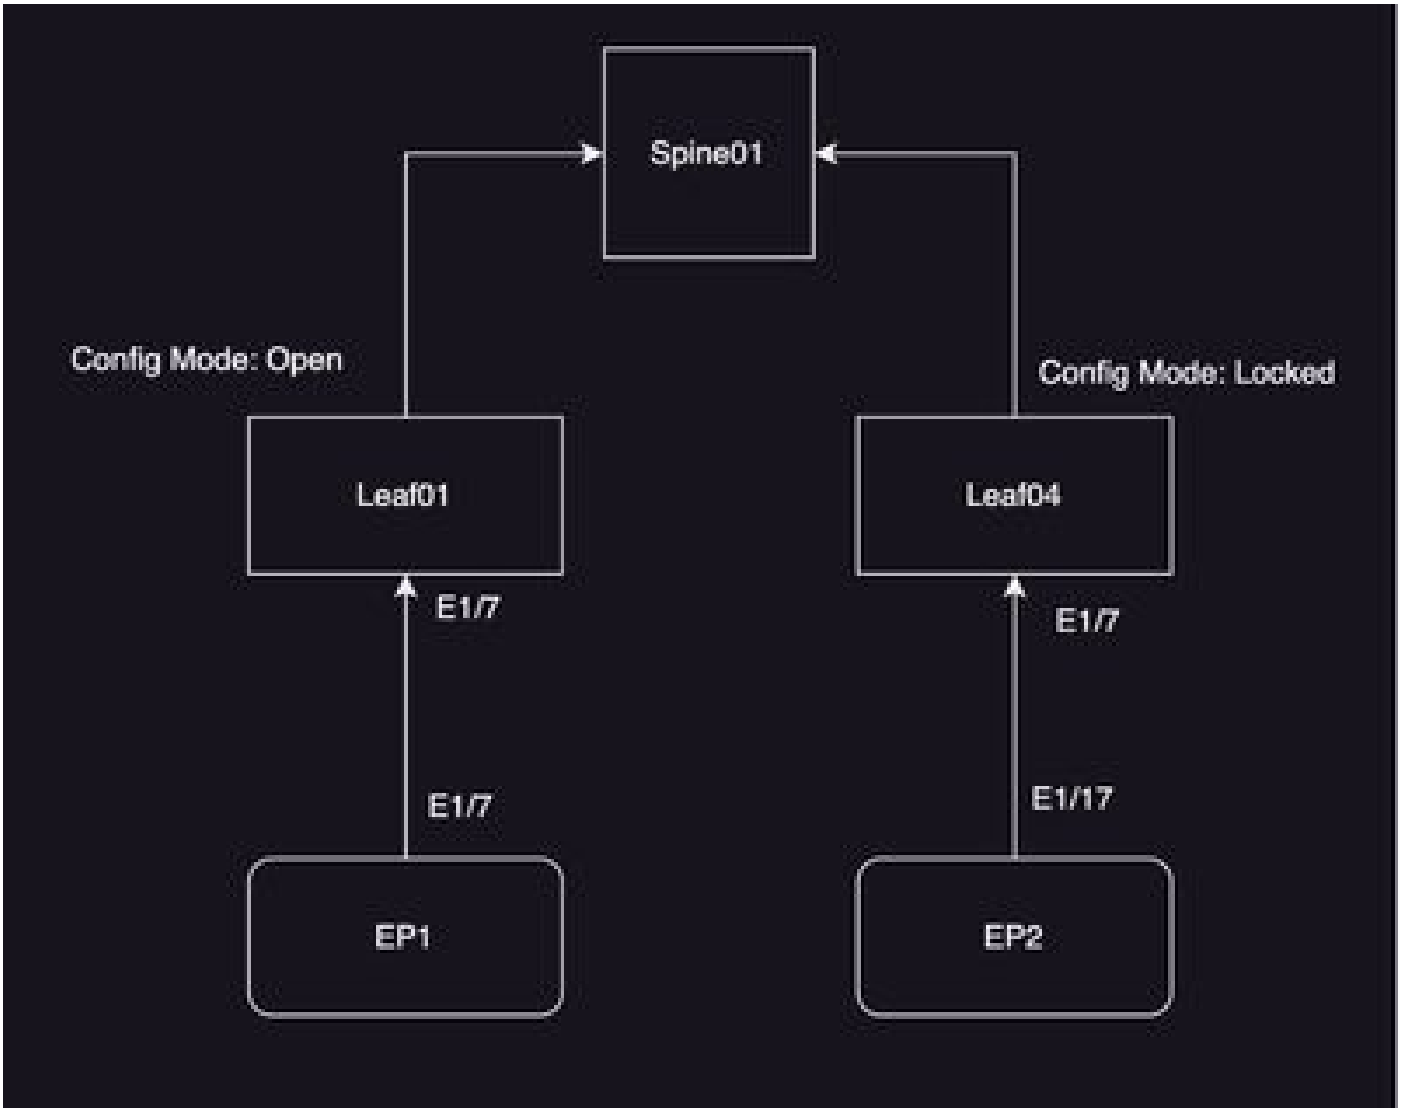 Spine01
Config Mode: Open
Config Mode: Locked
Leaf01
Leaf04
E1/7
E1/7
E1/7
E1/17
EP1
EP2